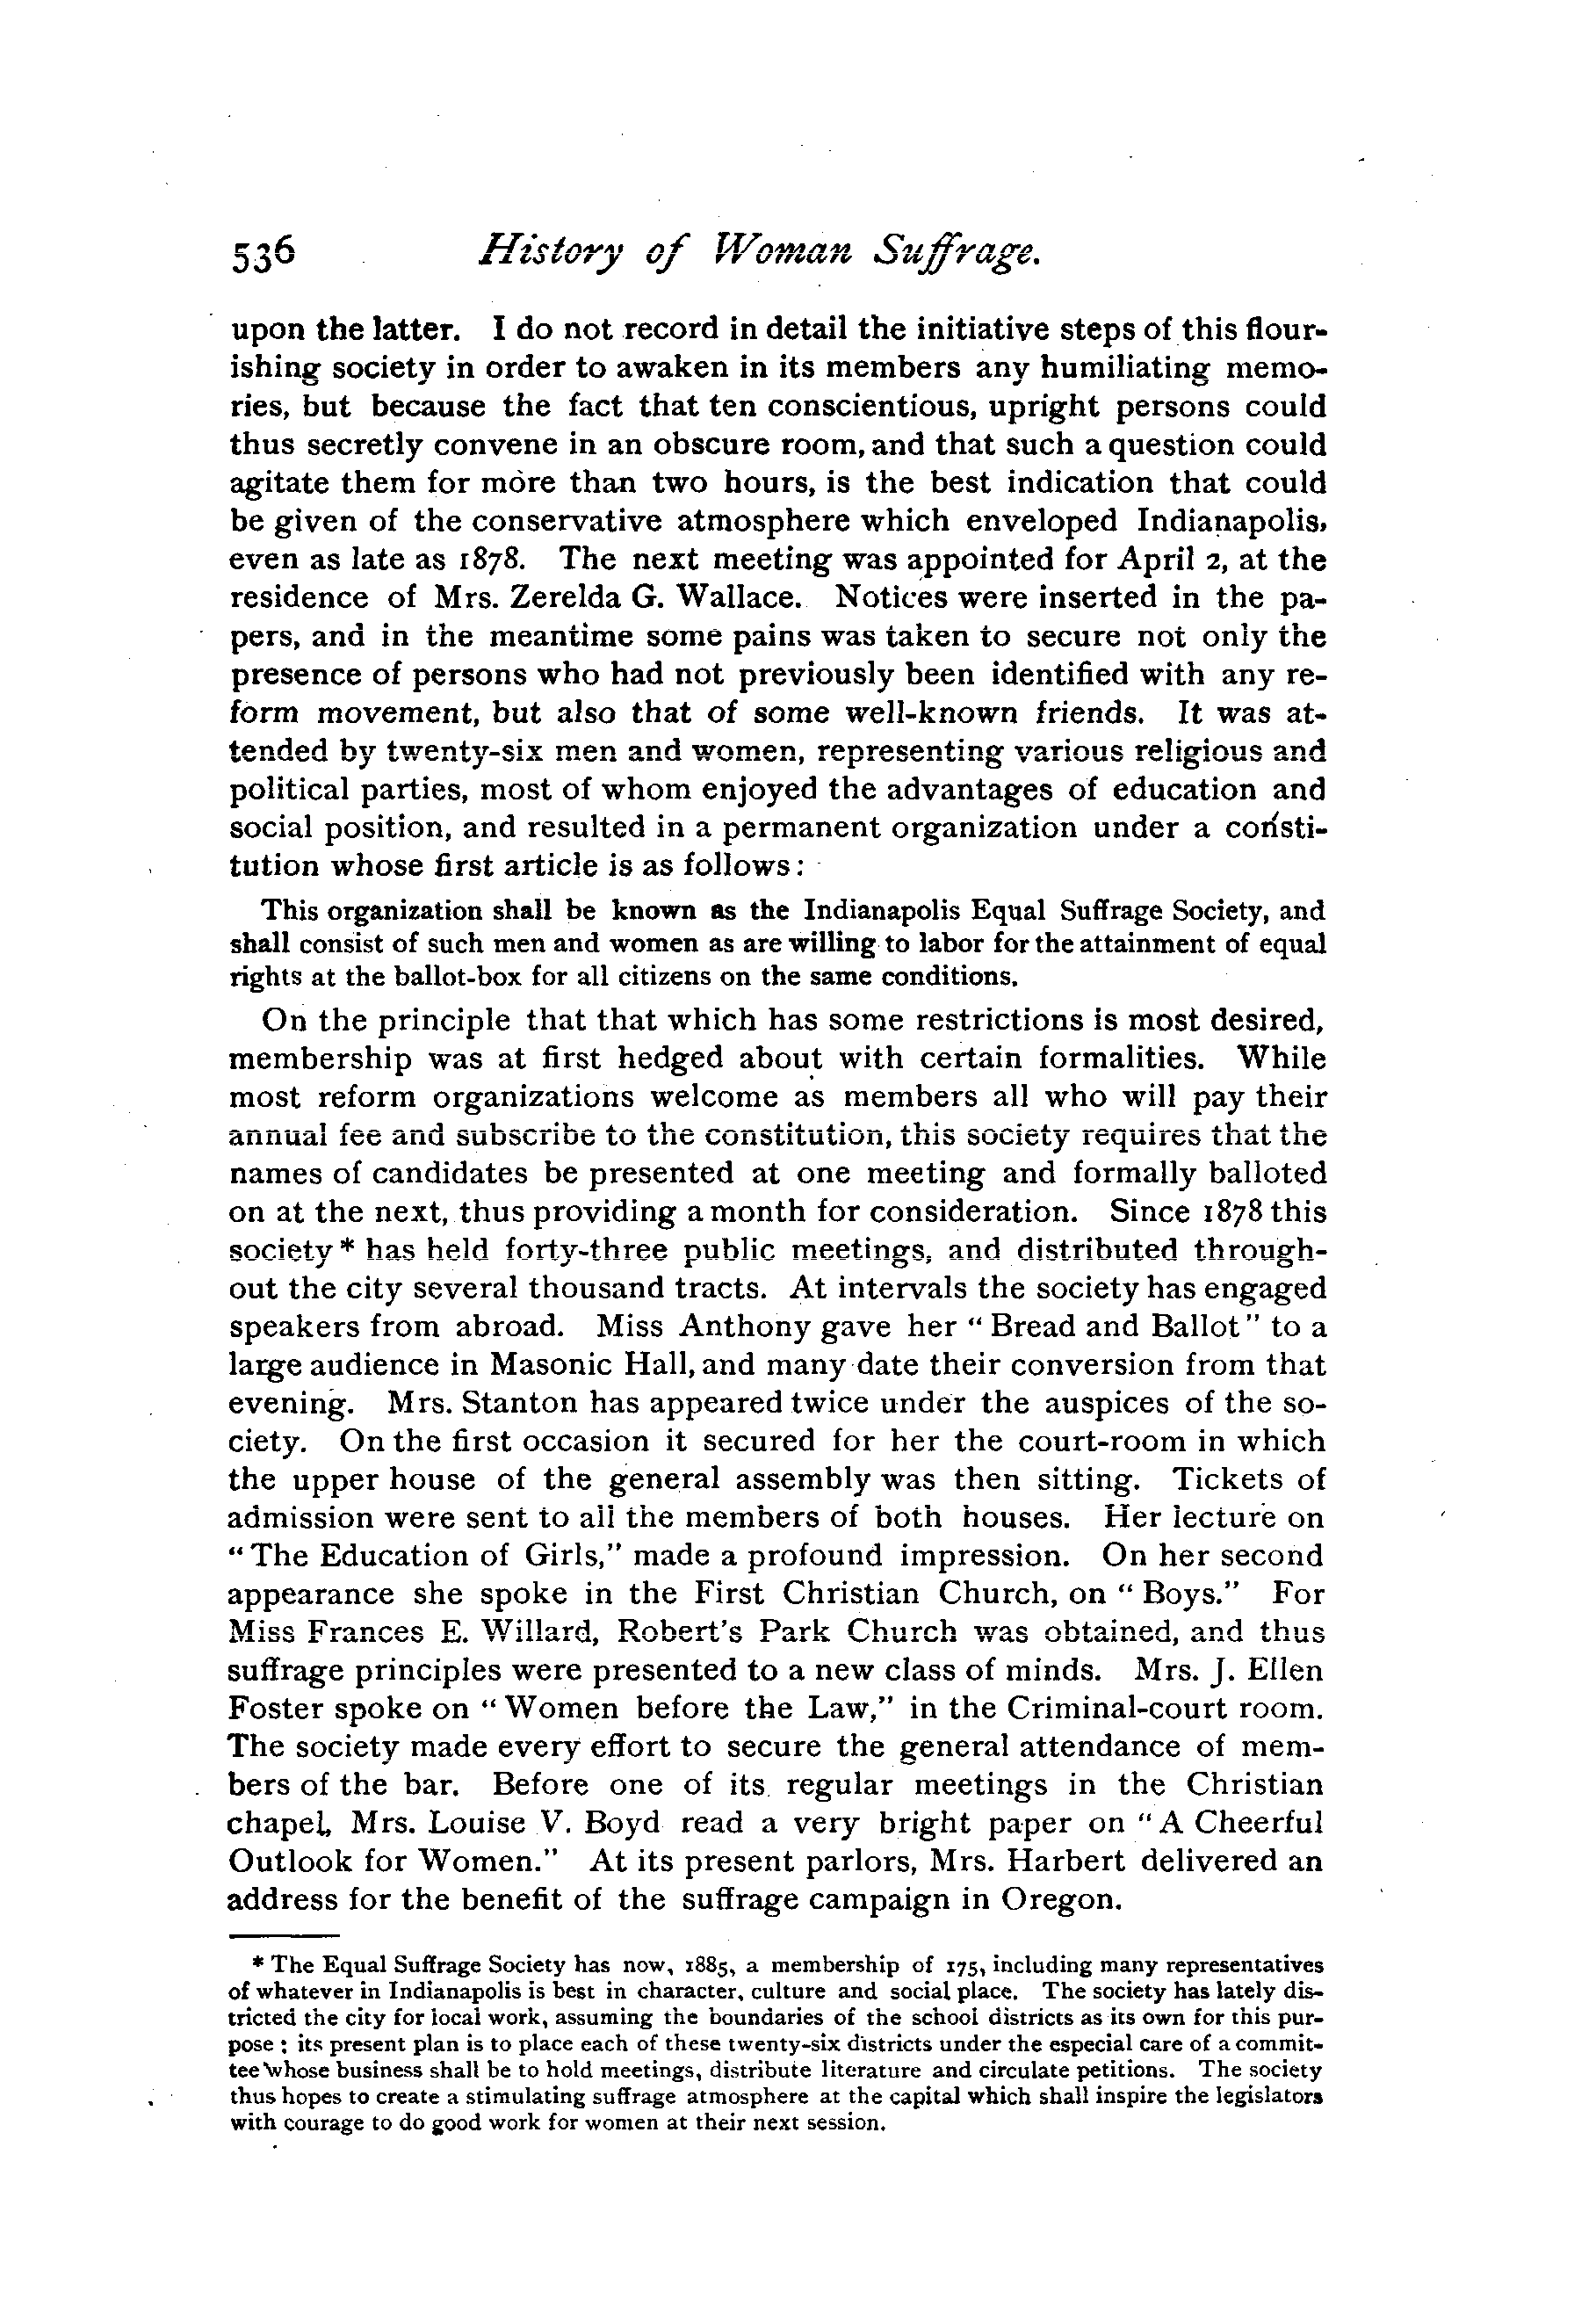 536 History of Woman Suffrage.
upon the latter. I do not record in detail the initiative steps of this flour-
ishing society in order to awaken in its members any humiliating memo-
ries, but because the fact that ten conscientious, upright persons could
thus secretly convene in an obscure room, and that such a question could
agitate them for more than two hours, is the best indication that could
be given of the conservative atmosphere which enveloped Indianapolis,
even as late as 1878. The next meeting was appointed for April 2, at the
residence of Mrs. Zerelda G. Wallace. Notices were inserted in the pa-
pers, and in the meantime some pains was taken to secure not only the
presence of persons who had not previously been identified with any re-
form movement, but also that of some well-known friends. It was at-
tended by twenty-six men and women, representing various religious and
political parties, most of whom enjoyed the advantages of education and
social position, and resulted in a permanent organization under a consti-
tution whose first article is as follows:
This organization shall be known as the Indianapolis Equal Suffrage Society, and
shall consist of such men and women as are willing to labor for the attainment of equal
rights at the ballot-box for all citizens on the same conditions.
On the principle that that which has some restrictions is most desired,
membership was at first hedged about with certain formalities. While
most reform organizations welcome as members all who will pay their
annual fee and subscribe to the constitution, this society requires that the
names of candidates be presented at one meeting and formally balloted
on at the next, thus providing a month for consideration. Since 1878 this
society * has held forty-three public meetings, and distributed through-
out the city several thousand tracts. At intervals the society has engaged
speakers from abroad. Miss Anthony gave her "Bread and Ballot" to a
large audience in Masonic Hall, and many date their conversion from that
evening. Mrs. Stanton has appeared twice under the auspices of the so-
ciety. On the first occasion it secured for her the court-room in which
the upper house of the general assembly was then sitting. Tickets of
admission were sent to all the members of both houses. Her lecture on
"The Education of Girls," made a profound impression. On her second
appearance she spoke in the First Christian Church, on "Boys." For
Miss Frances E. Willard, Robert's Park Church was obtained, and thus
suffrage principles were presented to a new class of minds. Mrs. J. Ellen
Foster spoke on "Women before the Law," in the Criminal-court room.
The society made every effort to secure the general attendance of mem-
bers of the bar. Before one of its regular meetings in the Christian
chapel, Mrs. Louise V. Boyd read a very bright paper on "A Cheerful
Outlook for Women." At its present parlors, Mrs. Harbert delivered an
address for the benefit of the suffrage campaign in Oregon.
* The Equal Suffrage Society has now, 1885, a membership of 175, including many representatives
of whatever in Indianapolis is best in character, culture and social place. The society has lately dis-
tricted the city for local work, assuming the boundaries of the school districts as its own for this pur-
pose; its present plan is to place each of these twenty-six districts under the especial care of a commit-
tee whose business shall be to hold meetings, distribute literature and circulate petitions. The society
thus hopes to create a stimulating suffrage atmosphere at the capital which shall inspire the legislators
with courage to do good work for women at their next session.